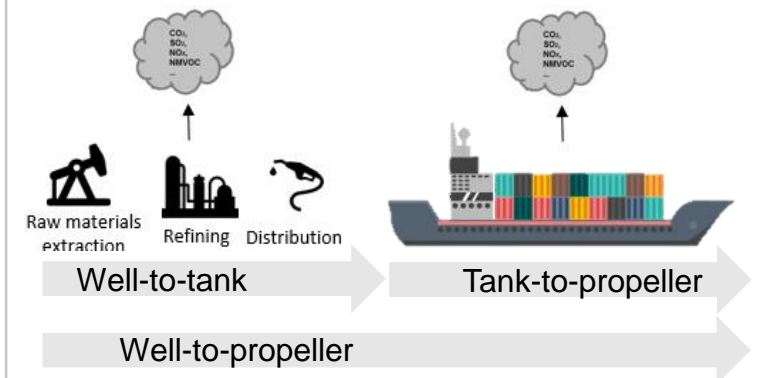 CO₂,
SO₂,
NOₓ,
NMVOC
...
CO₂,
SO₂,
NOₓ,
NMVOC
...
Raw materials
extraction
Refining
Distribution
Well-to-tank
Tank-to-propeller
Well-to-propeller